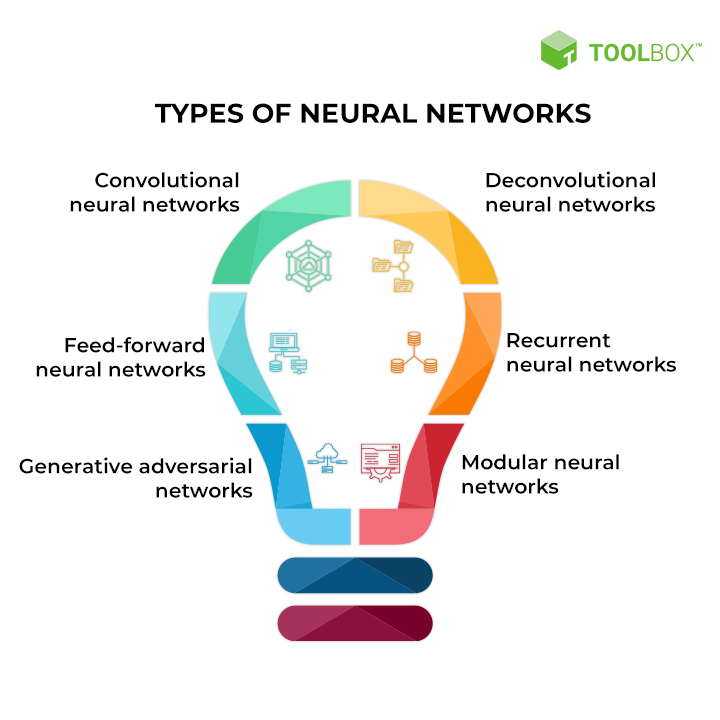 TOOLBOX™
TYPES OF NEURAL NETWORKS
Convolutional
neural networks
Deconvolutional
neural networks
Feed-forward
neural networks
Recurrent
neural networks
Generative adversarial
networks
Modular neural
networks